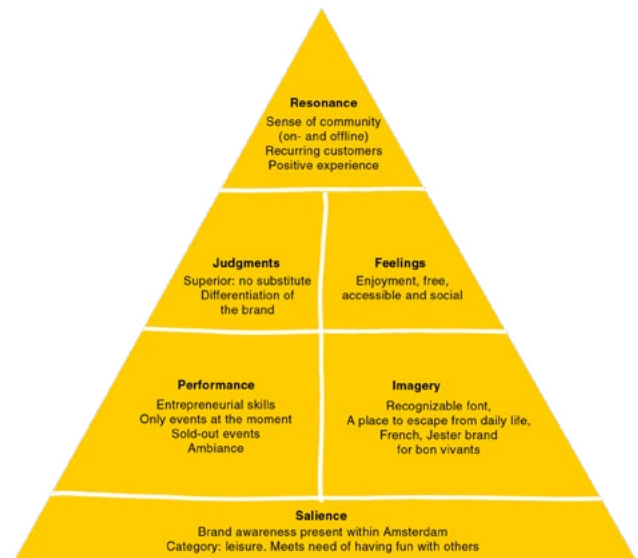 Resonance
Sense of community
(on- and offline)
Recurring customers
Positive experience
Judgments
Superior: no substitute
Differentiation of
the brand
Feelings
Enjoyment, free,
accessible and social
Performance
Entrepreneurial skills
Only events at the moment
Sold-out events
Ambiance
Imagery
Recognizable font,
A place to escape from daily life,
French, Jester brand
for bon vivants
Salience
Brand awareness present within Amsterdam
Category: leisure. Meets need of having fun with others